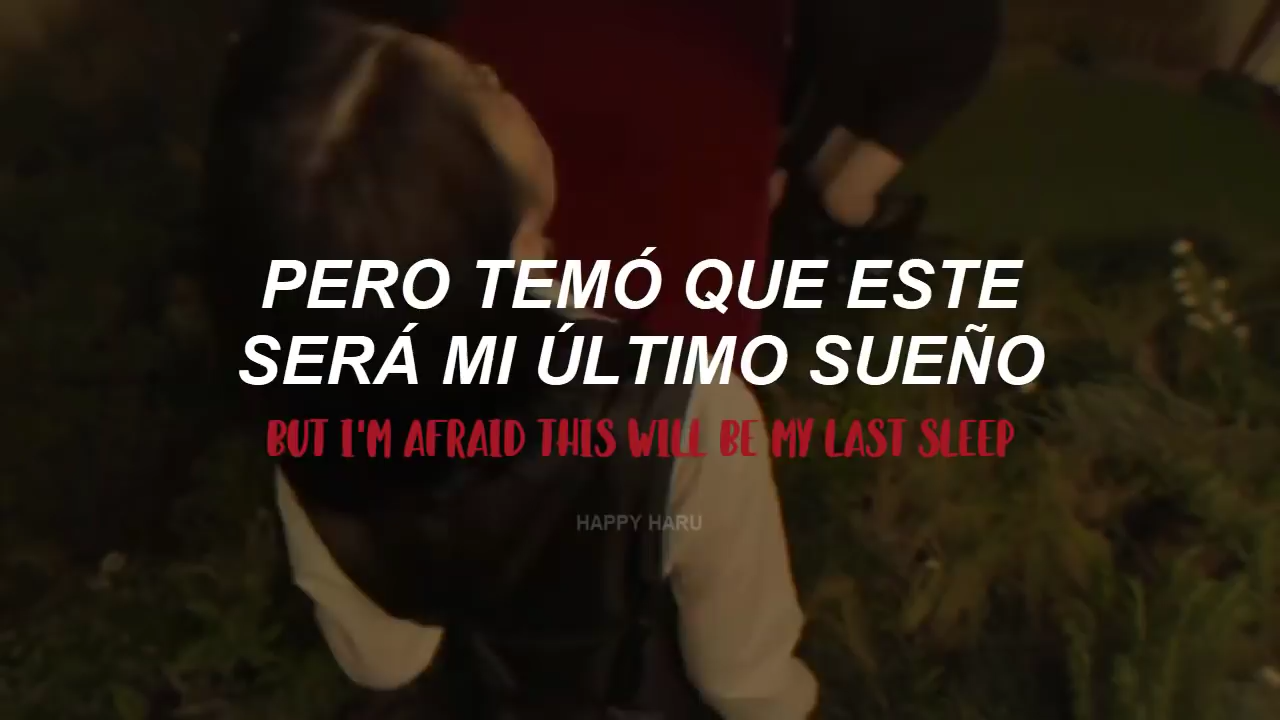 PERO TEMÓ QUE ESTE
SERÁ MI ÚLTIMO SUEÑO
BUT I'M AFRAID THIS WILL BE MY LAST SLEEP
HAPPY HARU